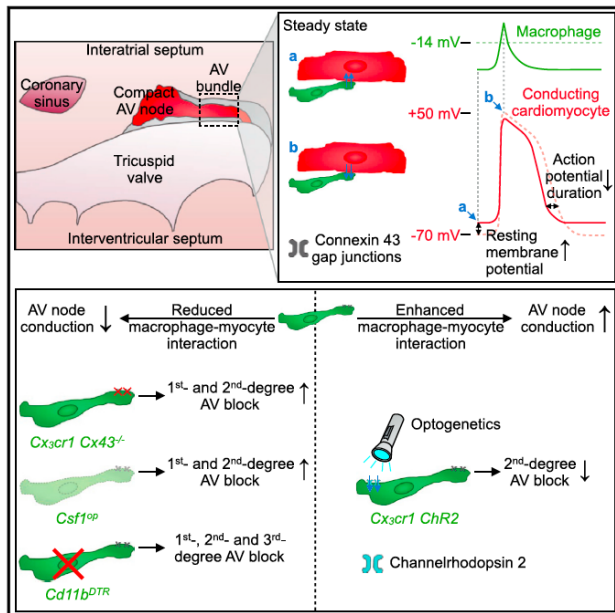 Interatrial septum
Coronary
sinus
Compact
AV node
AV
bundle
Tricuspid
valve
Interventricular septum
Steady state
a
b
Connexin 43
gap junctions
-14 mV
Macrophage
+50 mV
Conducting
cardiomyocyte
b
Action
potential
duration ↓
a
-70 mV
Resting
membrane
potential ↑
AV node
conduction ↓
Reduced
macrophage-myocyte
interaction
Enhanced
macrophage-myocyte
interaction
AV node
conduction ↑
1st- and 2nd-degree
AV block ↑
Cx3cr1 Cx43-/-
1st- and 2nd-degree
AV block ↑
Csf1op
1st-, 2nd- and 3rd-
degree AV block
Cd11bDTR
Optogenetics
2nd-degree
AV block ↓
Cx3cr1 ChR2
Channelrhodopsin 2